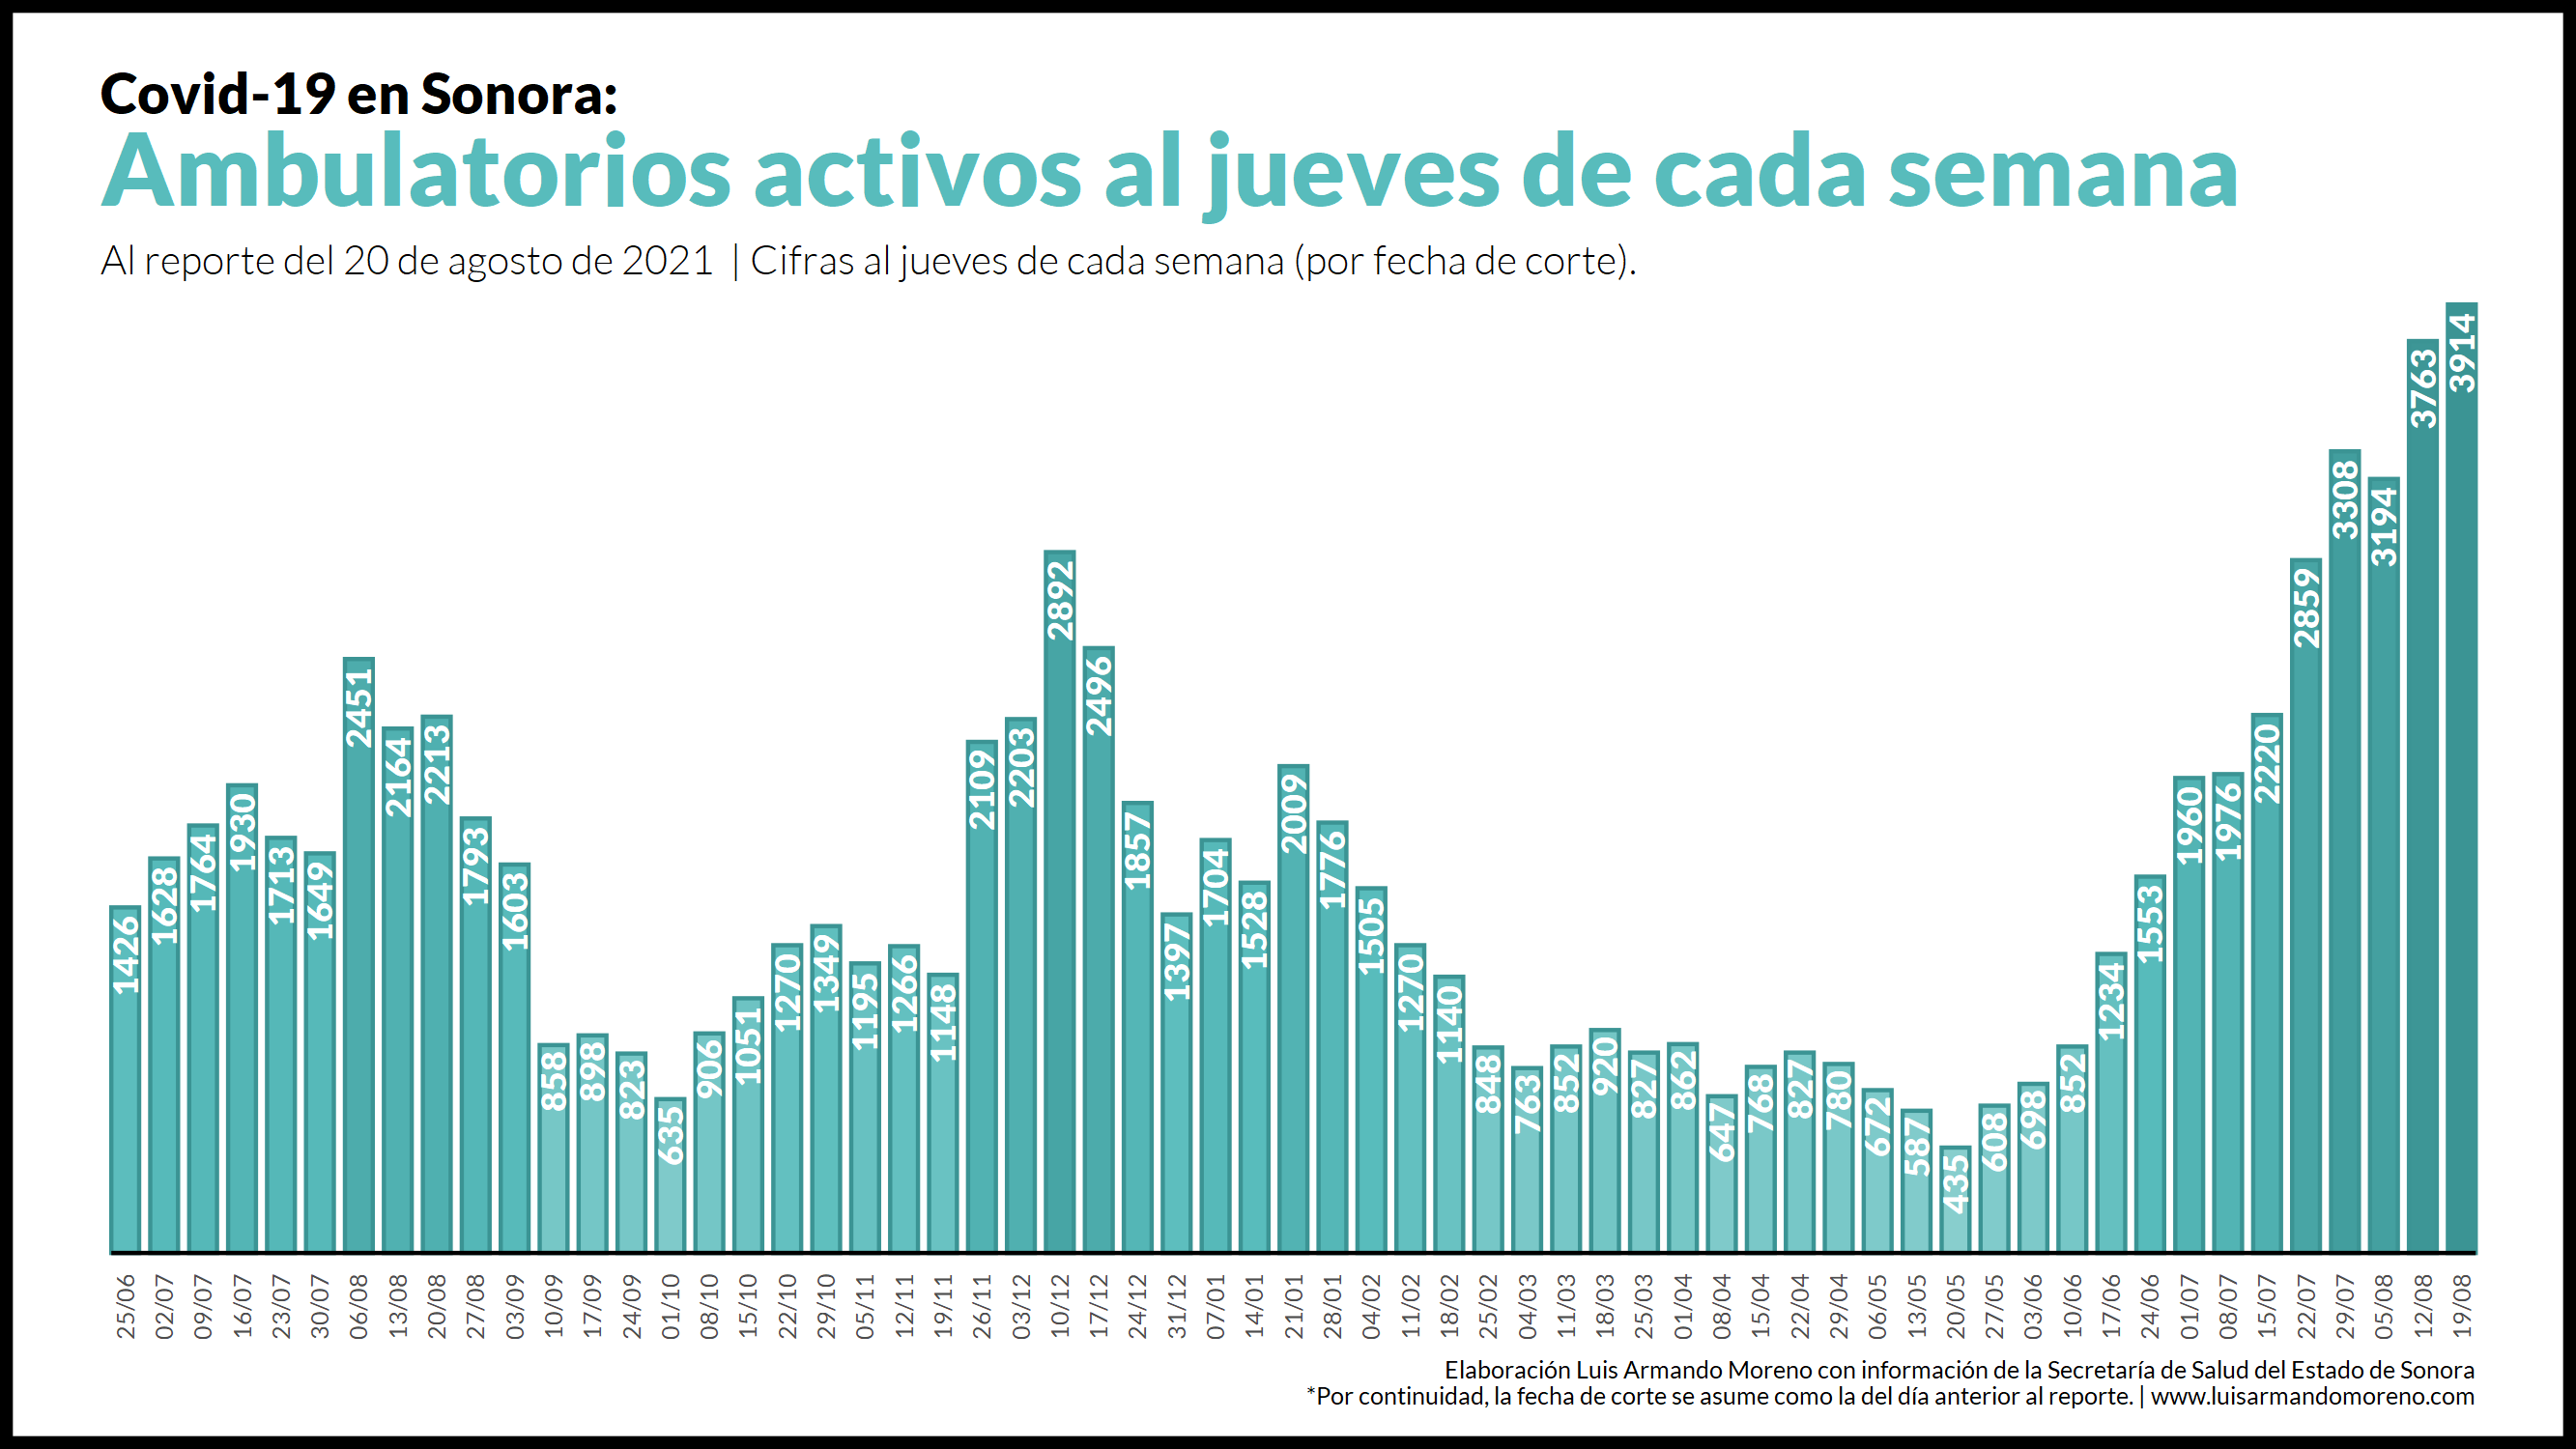 Covid-19 en Sonora:
Ambulatorios activos al jueves de cada semana
Al reporte del 20 de agosto de 2021 | Cifras al jueves de cada semana (por fecha de corte).
1426 1628 1764 1930 1713 1649 2451 2164 2213 1793 1603 858 898 823 635 906 1051 1270 1349 1195 1266 1148 2109 2203 2892 2496 1857 1397 1704 1528 2009 1776 1505 1270 1140 848 763 852 920 827 862 647 768 827 780 672 587 435 608 698 852 1234 1553 1960 1976 2220 2859 3308 3194 3763 3914
25/06 02/07 09/07 16/07 23/07 30/07 06/08 13/08 20/08 27/08 03/09 10/09 17/09 24/09 01/10 08/10 15/10 22/10 29/10 05/11 12/11 19/11 26/11 03/12 10/12 17/12 24/12 31/12 07/01 14/01 21/01 28/01 04/02 11/02 18/02 25/02 04/03 11/03 18/03 25/03 01/04 08/04 15/04 22/04 29/04 06/05 13/05 20/05 27/05 03/06 10/06 17/06 24/06 01/07 08/07 15/07 22/07 29/07 05/08 12/08 19/08
Elaboración Luis Armando Moreno con información de la Secretaría de Salud del Estado de Sonora
*Por continuidad, la fecha de corte se asume como la del día anterior al reporte. | www.luisarmandomoreno.com